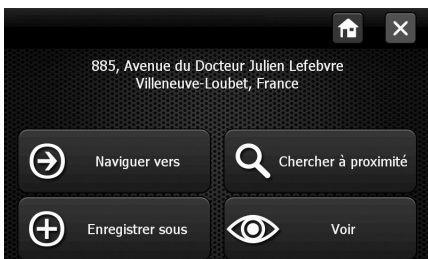 885, Avenue du Docteur Julien Lefebvre
Villeneuve-Loubet, France
Naviguer vers
Chercher à proximité
Enregistrer sous
Voir